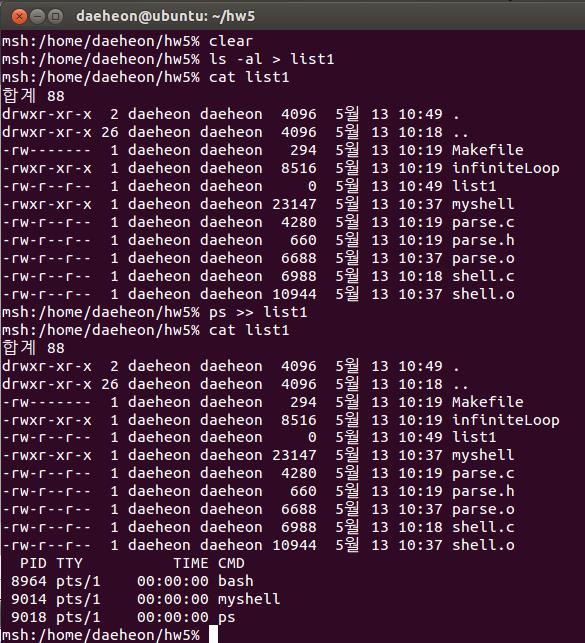 daeheon@ubuntu: ~/hw5
msh:/home/daeheon/hw5% clear
msh:/home/daeheon/hw5% ls -al > list1
msh:/home/daeheon/hw5% cat list1
합계 88
drwxr-xr-x  2 daeheon daeheon  4096  5월 13 10:49 .
drwxr-xr-x 26 daeheon daeheon  4096  5월 13 10:18 ..
-rw-------  1 daeheon daeheon   294  5월 13 10:19 Makefile
-rwxr-xr-x  1 daeheon daeheon  8516  5월 13 10:19 infiniteLoop
-rw-r--r--  1 daeheon daeheon     0  5월 13 10:49 list1
-rwxr-xr-x  1 daeheon daeheon 23147  5월 13 10:37 myshell
-rw-r--r--  1 daeheon daeheon  4280  5월 13 10:19 parse.c
-rw-r--r--  1 daeheon daeheon   660  5월 13 10:19 parse.h
-rw-r--r--  1 daeheon daeheon  6688  5월 13 10:37 parse.o
-rw-r--r--  1 daeheon daeheon  6988  5월 13 10:18 shell.c
-rw-r--r--  1 daeheon daeheon 10944  5월 13 10:37 shell.o
msh:/home/daeheon/hw5% ps >> list1
msh:/home/daeheon/hw5% cat list1
합계 88
drwxr-xr-x  2 daeheon daeheon  4096  5월 13 10:49 .
drwxr-xr-x 26 daeheon daeheon  4096  5월 13 10:18 ..
-rw-------  1 daeheon daeheon   294  5월 13 10:19 Makefile
-rwxr-xr-x  1 daeheon daeheon  8516  5월 13 10:19 infiniteLoop
-rw-r--r--  1 daeheon daeheon     0  5월 13 10:49 list1
-rwxr-xr-x  1 daeheon daeheon 23147  5월 13 10:37 myshell
-rw-r--r--  1 daeheon daeheon  4280  5월 13 10:19 parse.c
-rw-r--r--  1 daeheon daeheon   660  5월 13 10:19 parse.h
-rw-r--r--  1 daeheon daeheon  6688  5월 13 10:37 parse.o
-rw-r--r--  1 daeheon daeheon  6988  5월 13 10:18 shell.c
-rw-r--r--  1 daeheon daeheon 10944  5월 13 10:37 shell.o
  PID TTY          TIME CMD
 8964 pts/1    00:00:00 bash
 9014 pts/1    00:00:00 myshell
 9018 pts/1    00:00:00 ps
msh:/home/daeheon/hw5%